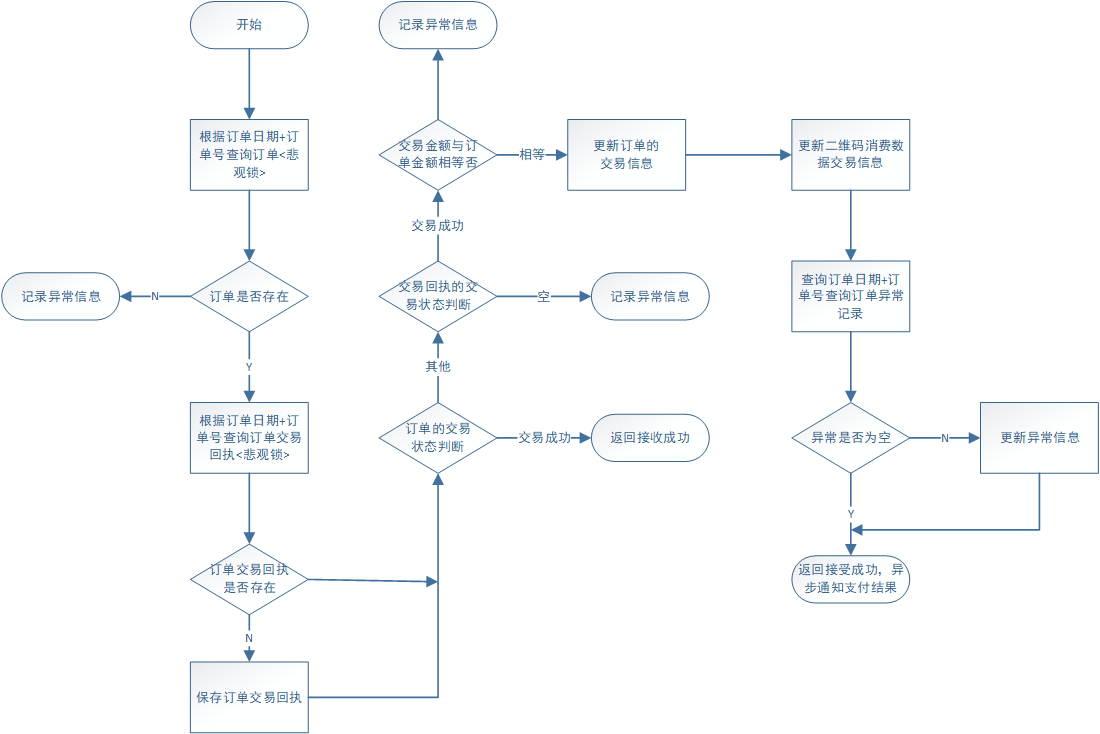 开始
根据订单日期+订
单号查询订单<悲
观锁>
订单是否存在
N
记录异常信息
Y
根据订单日期+订
单号查询订单交易
回执<悲观锁>
订单交易回执
是否存在
N
保存订单交易回执
订单的交易
状态判断
交易成功
返回接收成功
其他
交易回执的交
易状态判断
空
记录异常信息
交易成功
交易金额与订
单金额相等否
记录异常信息
相等
更新订单的
交易信息
更新二维码消费数
据交易信息
查询订单日期+订
单号查询订单异常
记录
异常是否为空
N
更新异常信息
Y
返回接受成功，异
步通知支付结果